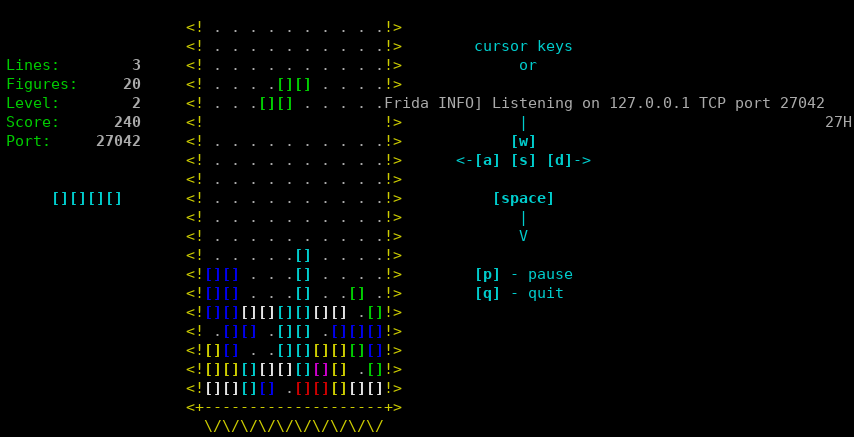 <! . . . . . . . . . .!>
<! . . . . . . . . . .!> cursor keys
Lines: 3 <! . . . . . . . . . .!> or
Figures: 20 <! . . . .[][] . . . .!>
Level: 2 <! . . .[][] . . . . .Frida INFO] Listening on 127.0.0.1 TCP port 27042
Score: 240 <!                    !> | 27H
Port: 27042 <! . . . . . . . . . .!> [w]
<! . . . . . . . . . .!> <-[a] [s] [d]->
<! . . . . . . . . . .!>
[][][][] <! . . . . . . . . . .!> [space]
<! . . . . . . . . . .!> |
<! . . . . . . . . . .!> V
<! . . . . .[] . . . .!>
<![][] . . .[] . . . .!> [p] - pause
<![][] . . .[] . .[] .!> [q] - quit
<![][][][][][][][] .[]!>
<! .[][] .[][] .[][][]!>
<![][] . .[][][][][][]!>
<![][][][][][][][] .[]!>
<![][][][] .[][][][][]!>
<+--------------------+>
\/\/\/\/\/\/\/\/\/\/